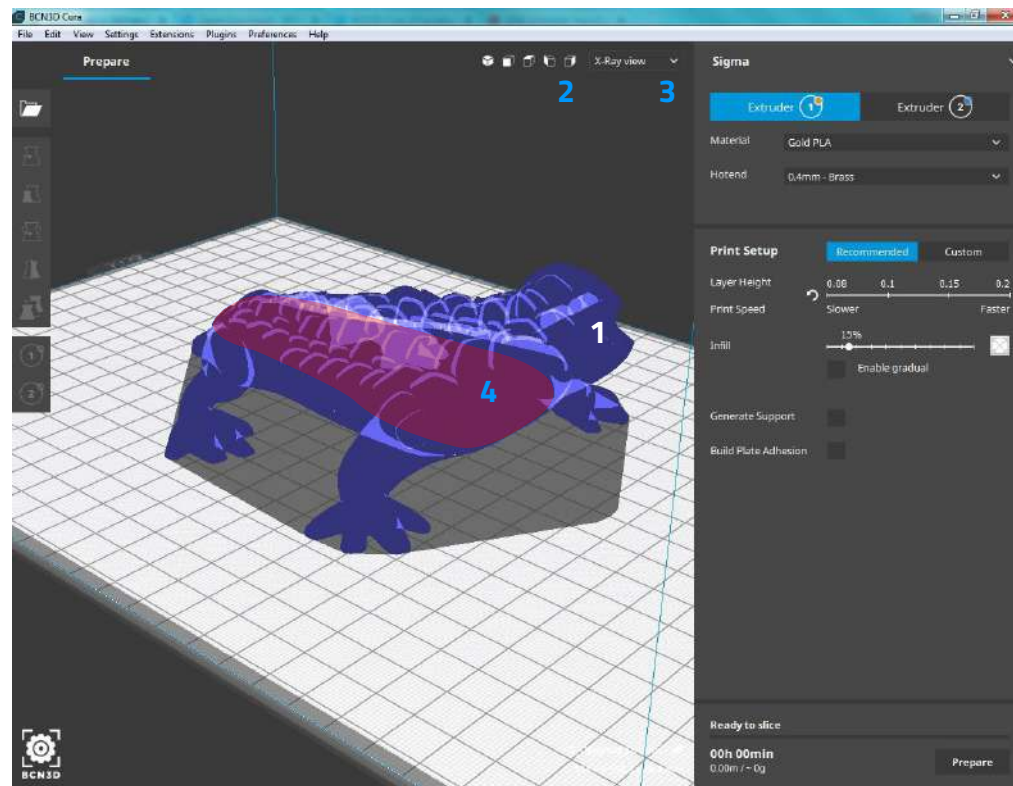 BCN3D Cura
File Edit View Settings Extensions Plugins Preferences Help
Prepare
X-Ray view
2
3
Sigma
Extruder 1
Extruder 2
Material Gold PLA
Hotend 0.4mm - Brass
Print Setup Recommended Custom
Layer Height 0.08 0.1 0.15 0.2
Print Speed Slower Faster
15%
Infill
Enable gradual
Generate Support
Build Plate Adhesion
1
4
1
2
Ready to slice
00h 00min
0.00m / ~ 0g
Prepare
BCN3D